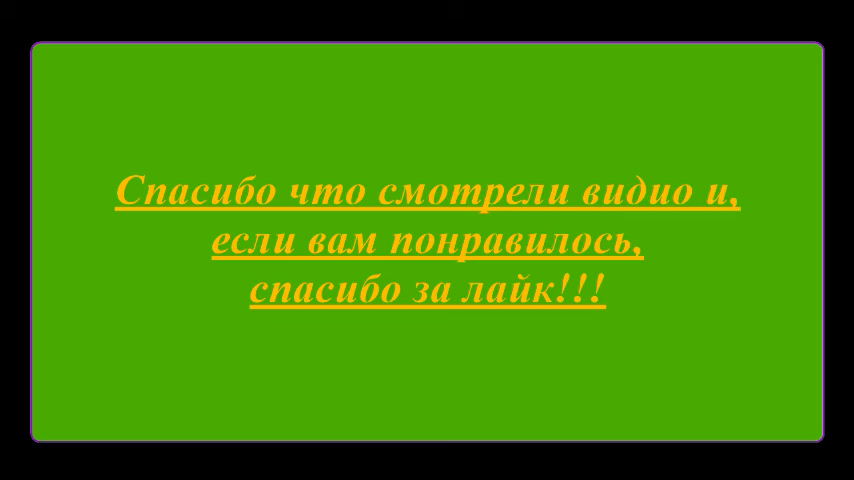 Спасибо что смотрели видио и,
если вам понравилось,
спасибо за лайк!!!